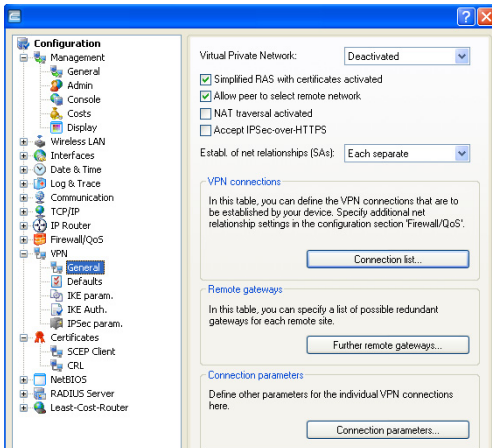 Configuration
Management
General
Admin
Console
Costs
Display
Wireless LAN
Interfaces
Date & Time
Log & Trace
Communication
TCP/IP
IP Router
Firewall/QoS
VPN
General
Defaults
IKE param.
IKE Auth.
IPSec param.
Certificates
SCEP Client
CRL
NetBIOS
RADIUS Server
Least-Cost-Router
Virtual Private Network: Deactivated
Simplified RAS with certificates activated
Allow peer to select remote network
NAT traversal activated
Accept IPSec-over-HTTPS
Establ. of net relationships (SAs): Each separate
VPN connections
In this table, you can define the VPN connections that are to
be established by your device. Specify additional net
relationship settings in the configuration section 'Firewall/QoS'.
Connection list...
Remote gateways
In this table, you can specify a list of possible redundant
gateways for each remote site.
Further remote gateways...
Connection parameters
Define other parameters for the individual VPN connections
here.
Connection parameters...